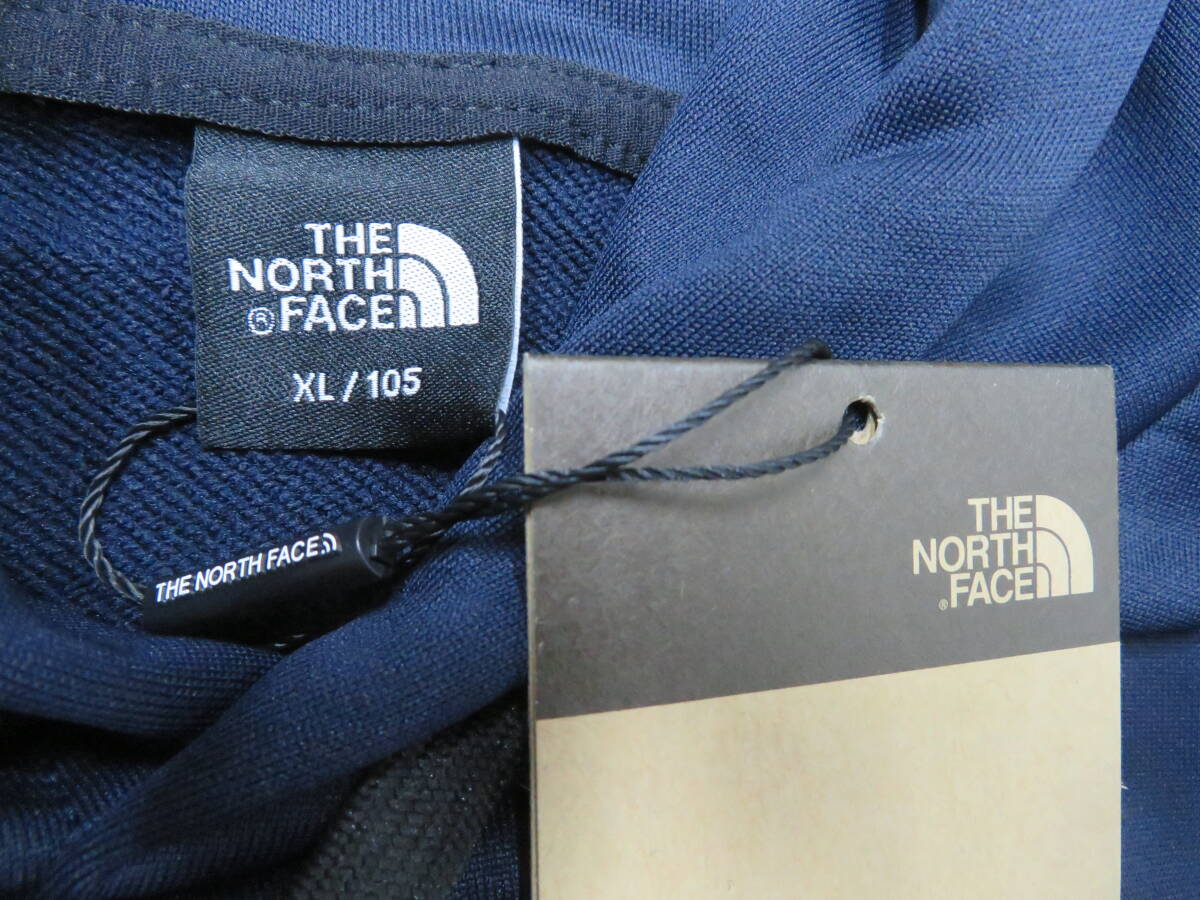 THE
NORTH
® FACE
XL / 105
THE NORTH FACE
THE
NORTH
® FACE